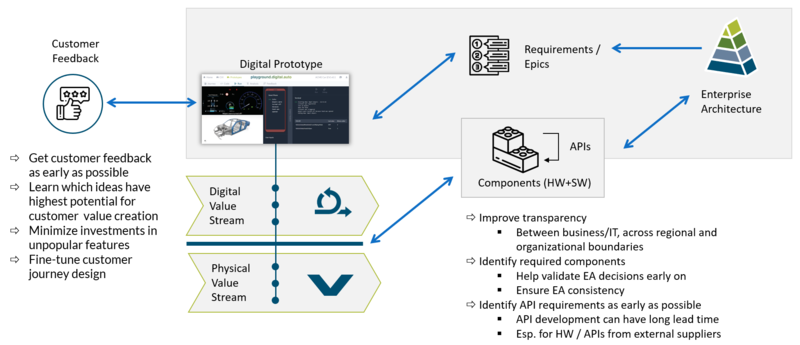 Customer
Feedback
Digital Prototype
playground.digital.auto
Requirements /
Epics
1
2
3
Enterprise
Architecture
APIs
Components (HW+SW)
⇨ Get customer feedback
as early as possible
⇨ Learn which ideas have
highest potential for
customer value creation
⇨ Minimize investments in
unpopular features
⇨ Fine-tune customer
journey design
Digital
Value
Stream
Physical
Value
Stream
⇨ Improve transparency
▪ Between business/IT, across regional and
organizational boundaries
⇨ Identify required components
▪ Help validate EA decisions early on
▪ Ensure EA consistency
⇨ Identify API requirements as early as possible
▪ API development can have long lead time
▪ Esp. for HW / APIs from external suppliers